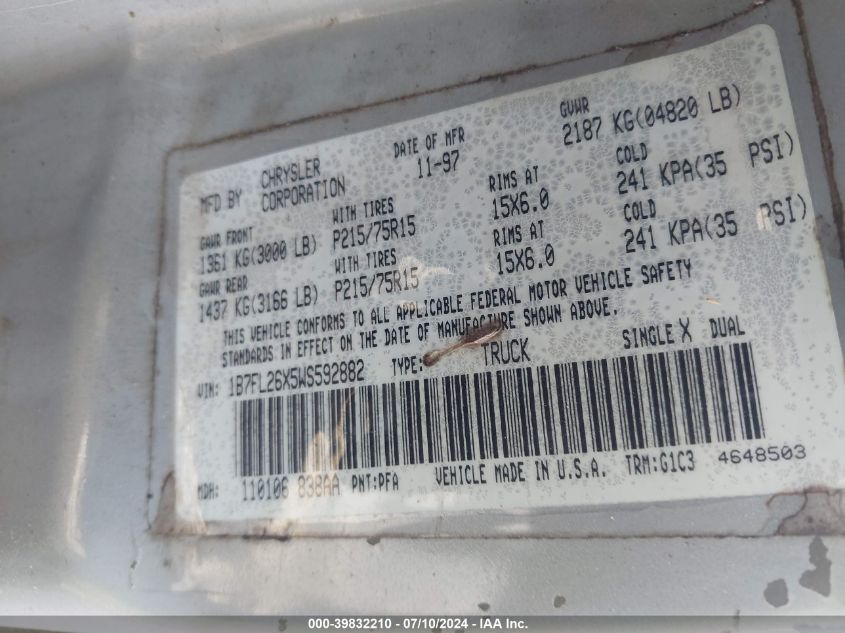 MFD BY CHRYSLER CORPORATION DATE OF MFR 11-97 GVWR 2187 KG(04820 LB)
GAWR FRONT WITH TIRES RIMS AT COLD
1361 KG(3000 LB) P215/75R15 15X6.0 241 KPA(35 PSI)
GAWR REAR WITH TIRES RIMS AT COLD
1437 KG(3166 LB) P215/75R15 15X6.0 241 KPA(35 PSI)
THIS VEHICLE CONFORMS TO ALL APPLICABLE FEDERAL MOTOR VEHICLE SAFETY
STANDARDS IN EFFECT ON THE DATE OF MANUFACTURE SHOWN ABOVE.
VIN: 1B7FL26X5WS592882 TYPE: TRUCK SINGLE X DUAL
MDH: 110106 838AA PNT:PFA VEHICLE MADE IN U.S.A. TRM:G1C3 4648503
000-39832210 - 07/10/2024 - IAA Inc.